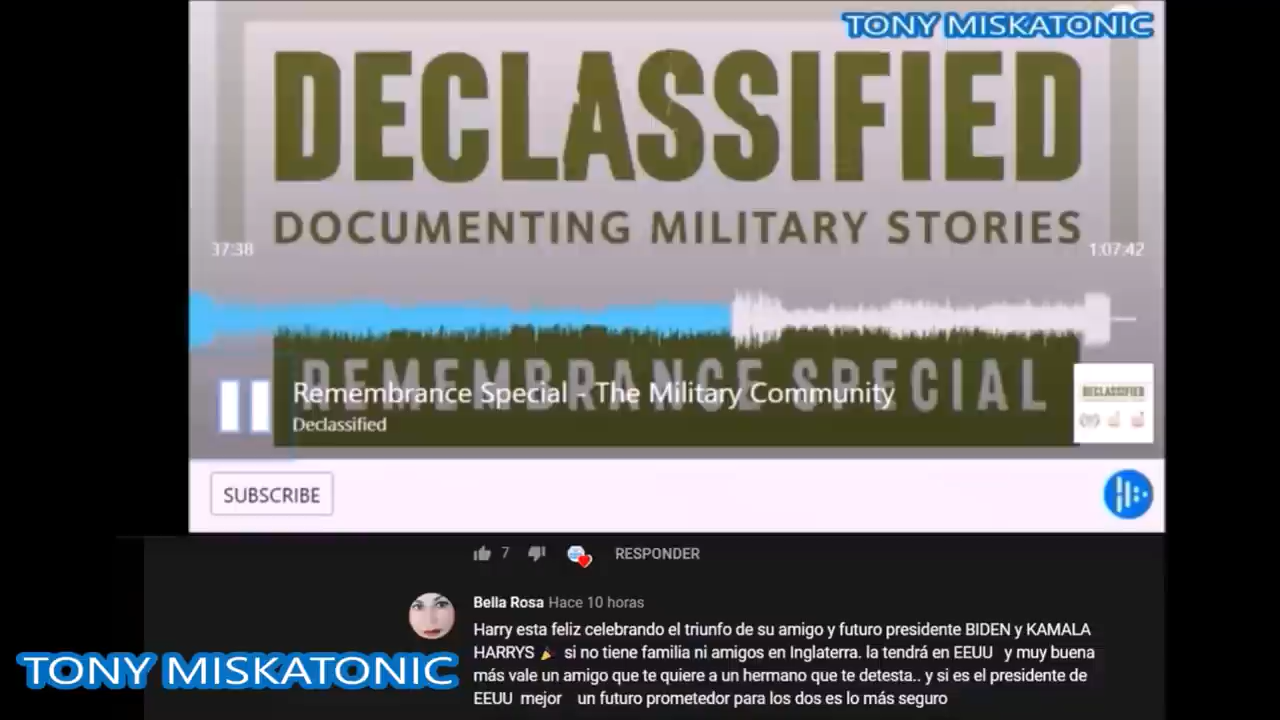 TONY MISKATONIC
DECLASSIFIED
DOCUMENTING MILITARY STORIES
37:38
1:07:42
REMEMBRANCE SPECIAL
Remembrance Special - The Military Community
Declassified
DECLASSIFIED
SUBSCRIBE
7
RESPONDER
Bella Rosa Hace 10 horas
Harry esta feliz celebrando el triunfo de su amigo y futuro presidente BIDEN y KAMALA
HARRYS 🎉 si no tiene familia ni amigos en Inglaterra. la tendrá en EEUU y muy buena
más vale un amigo que te quiere a un hermano que te detesta.. y si es el presidente de
EEUU mejor un futuro prometedor para los dos es lo más seguro
TONY MISKATONIC